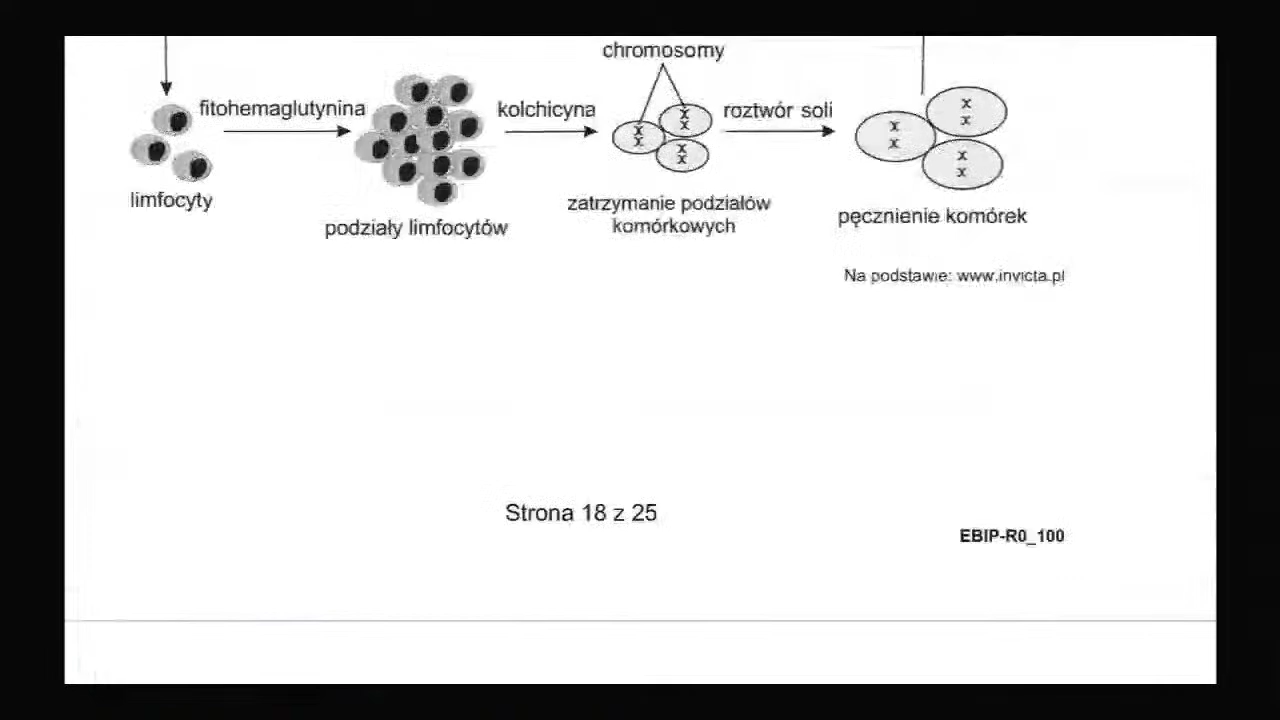 chromosomy
fitohemaglutynina
kolchicyna
roztwór soli
x x x x x x
x x x x x x
limfocyty
podziały limfocytów
zatrzymanie podziałów
komórkowych
pęcznienie komórek
Na podstawie: www.invicta.pl
Strona 18 z 25
EBIP-R0_100